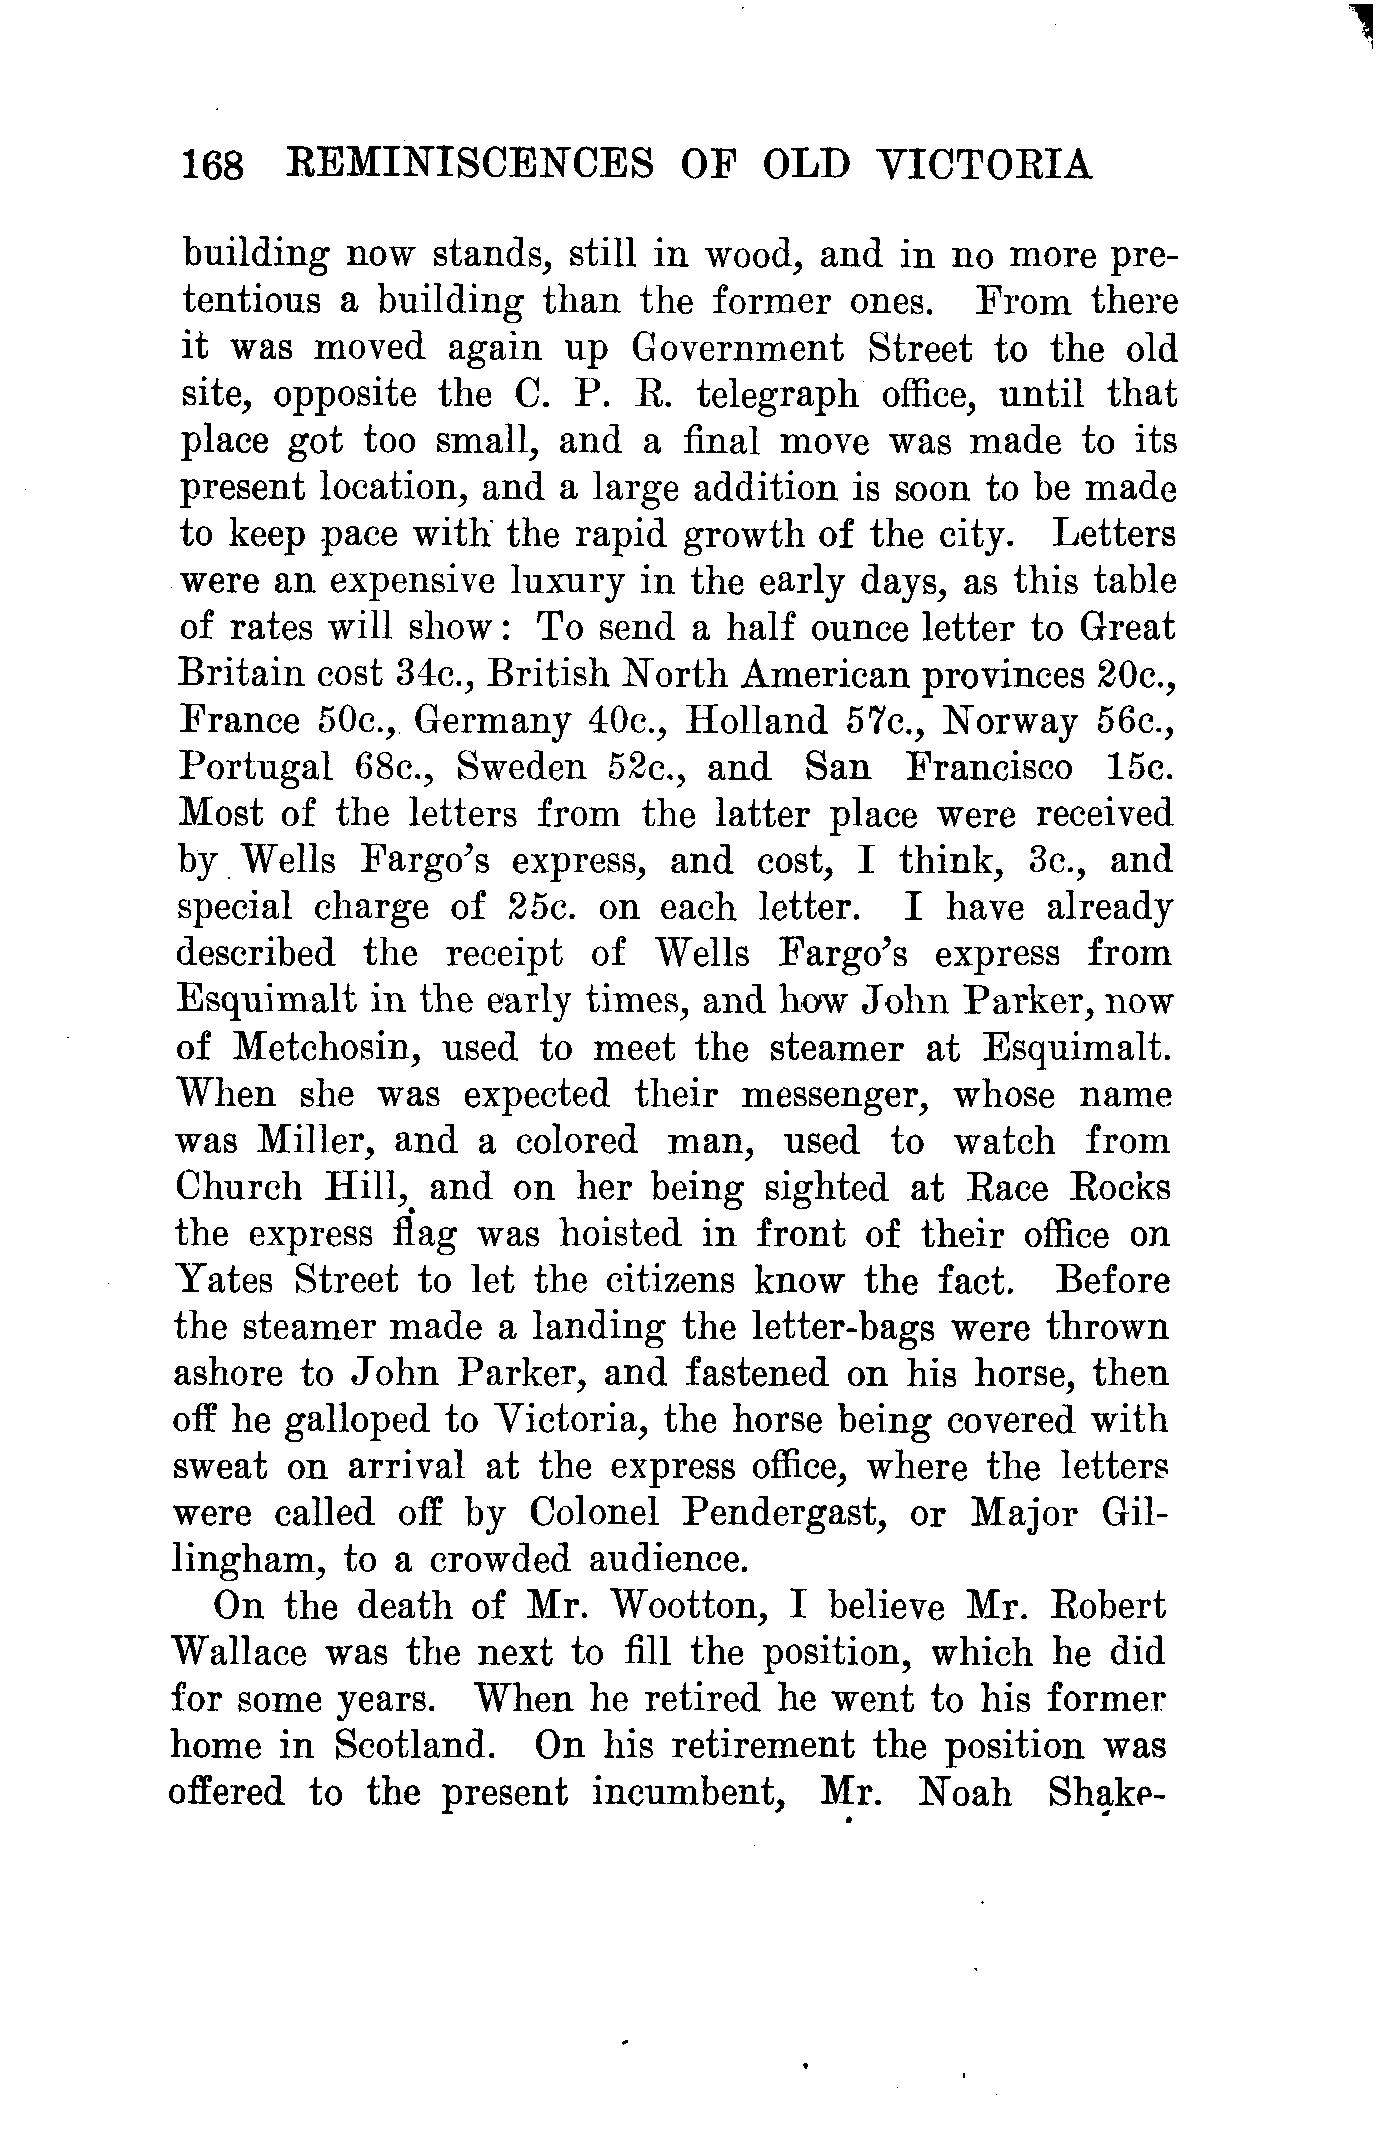 168 REMINISCENCES OF OLD VICTORIA
building now stands, still in wood, and in no more pre-
tentious a building than the former ones. From there
it was moved again up Government Street to the old
site, opposite the C. P. R. telegraph office, until that
place got too small, and a final move was made to its
present location, and a large addition is soon to be made
to keep pace with the rapid growth of the city. Letters
were an expensive luxury in the early days, as this table
of rates will show: To send a half ounce letter to Great
Britain cost 34c., British North American provinces 20c.,
France 50c., Germany 40c., Holland 57c., Norway 56c.,
Portugal 68c., Sweden 52c., and San Francisco 15c.
Most of the letters from the latter place were received
by Wells Fargo's express, and cost, I think, 3c., and
special charge of 25c. on each letter. I have already
described the receipt of Wells Fargo's express from
Esquimalt in the early times, and how John Parker, now
of Metchosin, used to meet the steamer at Esquimalt.
When she was expected their messenger, whose name
was Miller, and a colored man, used to watch from
Church Hill, and on her being sighted at Race Rocks
the express flag was hoisted in front of their office on
Yates Street to let the citizens know the fact. Before
the steamer made a landing the letter-bags were thrown
ashore to John Parker, and fastened on his horse, then
off he galloped to Victoria, the horse being covered with
sweat on arrival at the express office, where the letters
were called off by Colonel Pendergast, or Major Gil-
lingham, to a crowded audience.
On the death of Mr. Wootton, I believe Mr. Robert
Wallace was the next to fill the position, which he did
for some years. When he retired he went to his former
home in Scotland. On his retirement the position was
offered to the present incumbent, Mr. Noah Shake-